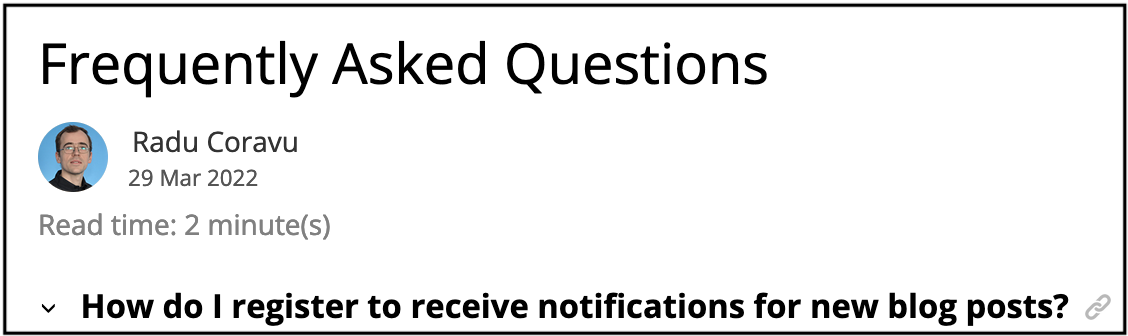 Frequently Asked Questions
Radu Coravu
29 Mar 2022
Read time: 2 minute(s)
How do I register to receive notifications for new blog posts?